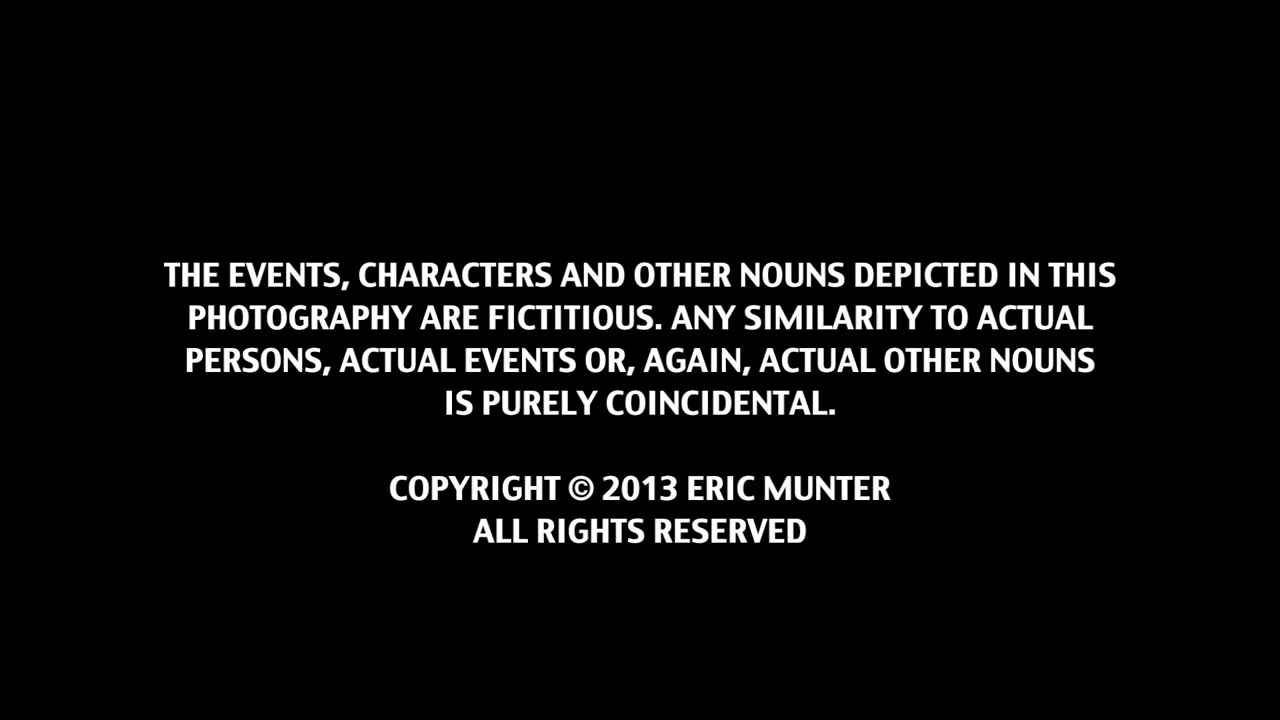 THE EVENTS, CHARACTERS AND OTHER NOUNS DEPICTED IN THIS
PHOTOGRAPHY ARE FICTITIOUS. ANY SIMILARITY TO ACTUAL
PERSONS, ACTUAL EVENTS OR, AGAIN, ACTUAL OTHER NOUNS
IS PURELY COINCIDENTAL.
COPYRIGHT © 2013 ERIC MUNTER
ALL RIGHTS RESERVED